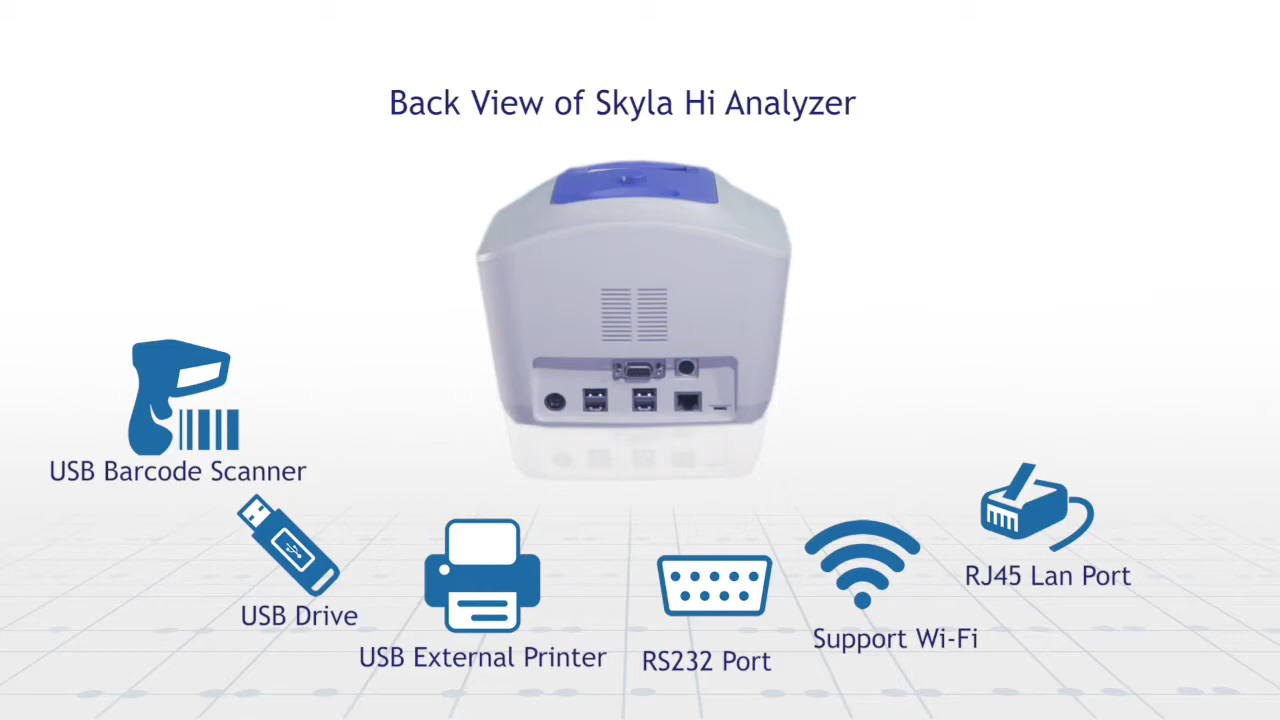 Back View of Skyla Hi Analyzer
USB Barcode Scanner
USB Drive
USB External Printer
RS232 Port
Support Wi-Fi
RJ45 Lan Port